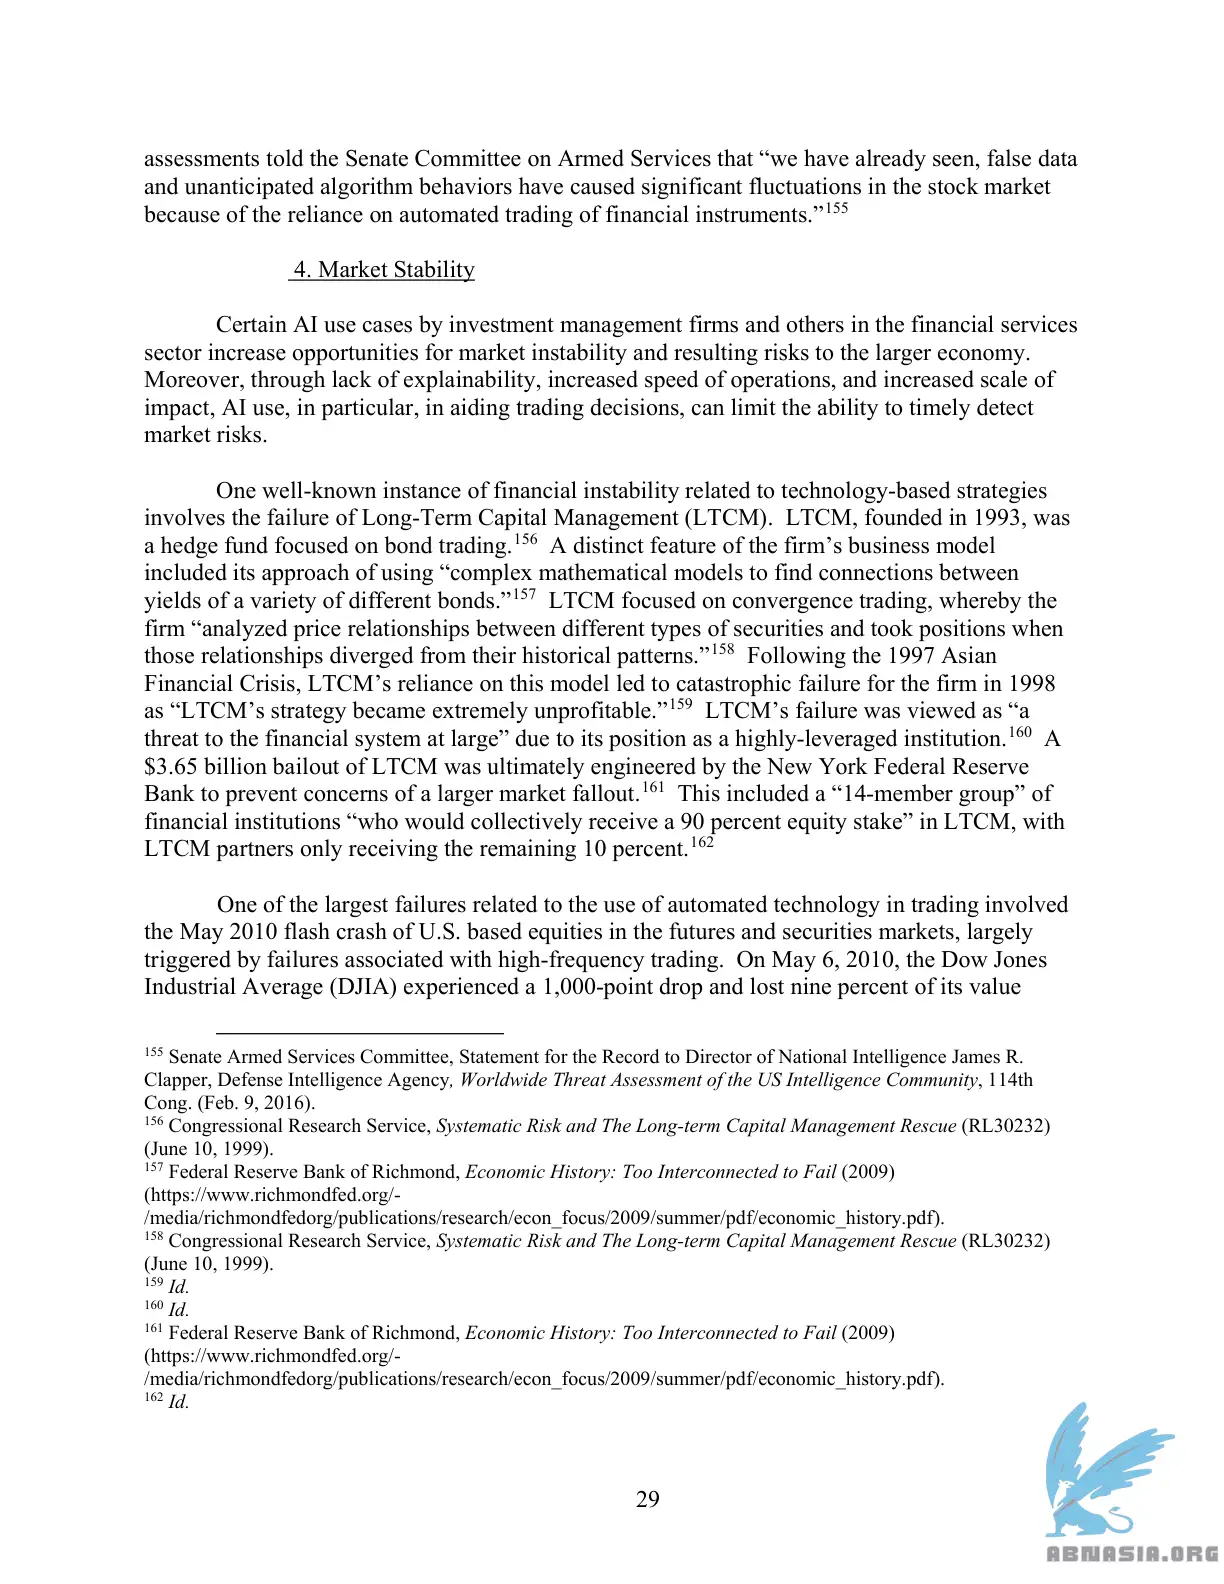 assessments told the Senate Committee on Armed Services that “we have already seen, false data
and unanticipated algorithm behaviors have caused significant fluctuations in the stock market
because of the reliance on automated trading of financial instruments.”155
4. Market Stability
Certain AI use cases by investment management firms and others in the financial services
sector increase opportunities for market instability and resulting risks to the larger economy.
Moreover, through lack of explainability, increased speed of operations, and increased scale of
impact, AI use, in particular, in aiding trading decisions, can limit the ability to timely detect
market risks.
One well-known instance of financial instability related to technology-based strategies
involves the failure of Long-Term Capital Management (LTCM).  LTCM, founded in 1993, was
a hedge fund focused on bond trading.156  A distinct feature of the firm’s business model
included its approach of using “complex mathematical models to find connections between
yields of a variety of different bonds.”157  LTCM focused on convergence trading, whereby the
firm “analyzed price relationships between different types of securities and took positions when
those relationships diverged from their historical patterns.”158  Following the 1997 Asian
Financial Crisis, LTCM’s reliance on this model led to catastrophic failure for the firm in 1998
as “LTCM’s strategy became extremely unprofitable.”159  LTCM’s failure was viewed as “a
threat to the financial system at large” due to its position as a highly-leveraged institution.160  A
$3.65 billion bailout of LTCM was ultimately engineered by the New York Federal Reserve
Bank to prevent concerns of a larger market fallout.161  This included a “14-member group” of
financial institutions “who would collectively receive a 90 percent equity stake” in LTCM, with
LTCM partners only receiving the remaining 10 percent.162
One of the largest failures related to the use of automated technology in trading involved
the May 2010 flash crash of U.S. based equities in the futures and securities markets, largely
triggered by failures associated with high-frequency trading.  On May 6, 2010, the Dow Jones
Industrial Average (DJIA) experienced a 1,000-point drop and lost nine percent of its value
155 Senate Armed Services Committee, Statement for the Record to Director of National Intelligence James R.
Clapper, Defense Intelligence Agency, Worldwide Threat Assessment of the US Intelligence Community, 114th
Cong. (Feb. 9, 2016).
156 Congressional Research Service, Systematic Risk and The Long-term Capital Management Rescue (RL30232)
(June 10, 1999).
157 Federal Reserve Bank of Richmond, Economic History: Too Interconnected to Fail (2009)
(https://www.richmondfed.org/-
/media/richmondfedorg/publications/research/econ_focus/2009/summer/pdf/economic_history.pdf).
158 Congressional Research Service, Systematic Risk and The Long-term Capital Management Rescue (RL30232)
(June 10, 1999).
159 Id.
160 Id.
161 Federal Reserve Bank of Richmond, Economic History: Too Interconnected to Fail (2009)
(https://www.richmondfed.org/-
/media/richmondfedorg/publications/research/econ_focus/2009/summer/pdf/economic_history.pdf).
162 Id.
29
ABNASIA.ORG